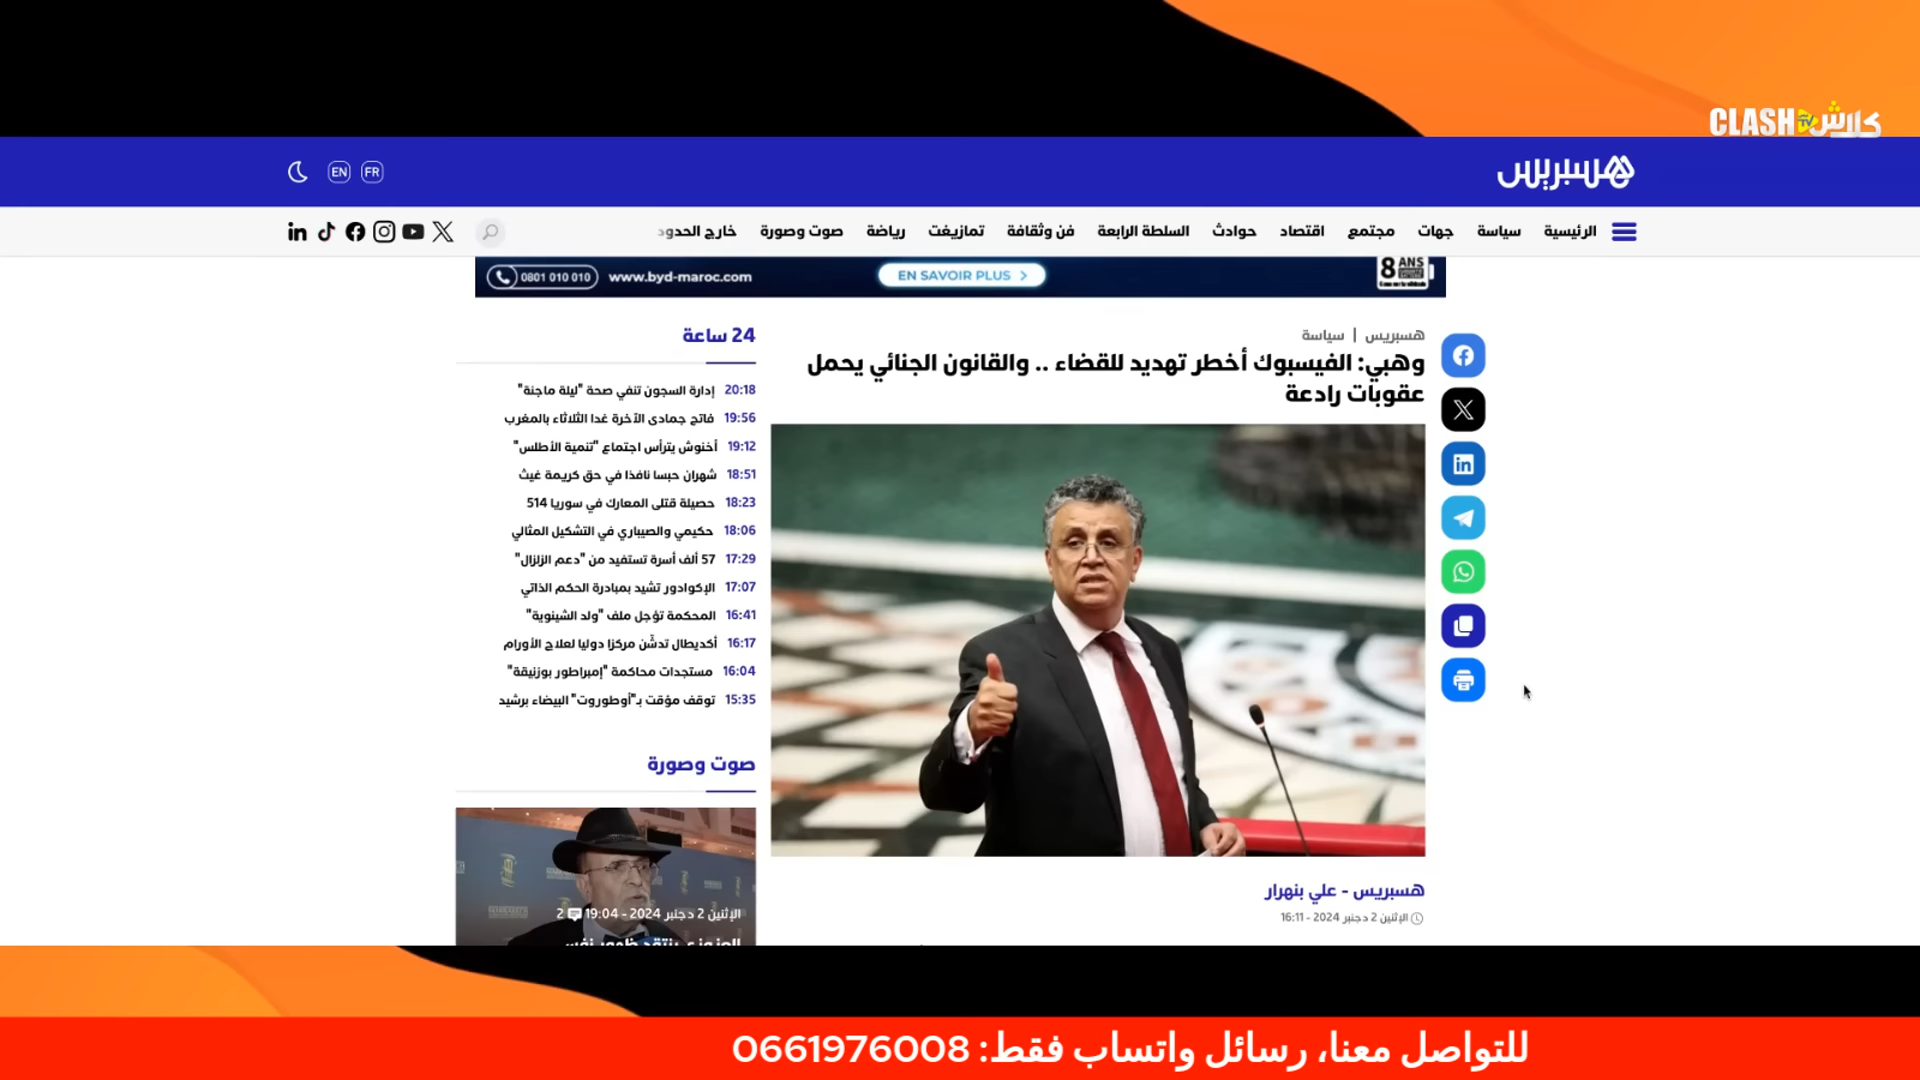 CLASH TV كلاش
هسبريس
EN FR
الرئيسية سياسة جهات مجتمع اقتصاد حوادث السلطة الرابعة فن وثقافة تمازيغت رياضة صوت وصورة خارج الحدود
0801 010 010 www.byd-maroc.com EN SAVOIR PLUS > 8 ANS
هسبريس | سياسة
وهبي: الفيسبوك أخطر تهديد للقضاء .. والقانون الجنائي يحمل
عقوبات رادعة
هسبريس - علي بنهرار
الإثنين 2 دجنبر 2024 - 16:11
24 ساعة
20:18 إدارة السجون تنفي صحة "ليلة ماجنة"
19:56 فاتح جمادى الآخرة غدا الثلاثاء بالمغرب
19:12 أخنوش يترأس اجتماع "تنمية الأطلس"
18:51 شهران حبسا نافذا في حق كريمة غيث
18:23 حصيلة قتلى المعارك في سوريا 514
18:06 حكيمي والصيباري في التشكيل المثالي
17:29 57 ألف أسرة تستفيد من "دعم الزلزال"
17:07 الإكوادور تشيد بمبادرة الحكم الذاتي
16:41 المحكمة تؤجل ملف "ولد الشينوية"
16:17 أكديطال تدشّن مركزا دوليا لعلاج الأورام
16:04 مستجدات محاكمة "إمبراطور بوزنيقة"
15:35 توقف مؤقت بـ"أوطوروت" البيضاء برشيد
صوت وصورة
الإثنين 2 دجنبر 2024 - 19:04 2
للتواصل معنا، رسائل واتساب فقط: 0661976008